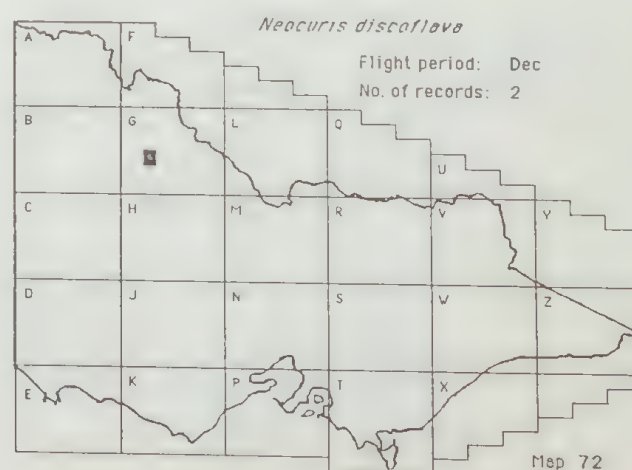 Neocuris discoflava
Flight period: Dec
No. of records: 2
A F
B G L Q
U
C H M R V Y
D J N S W Z
E K P T X
Map 72